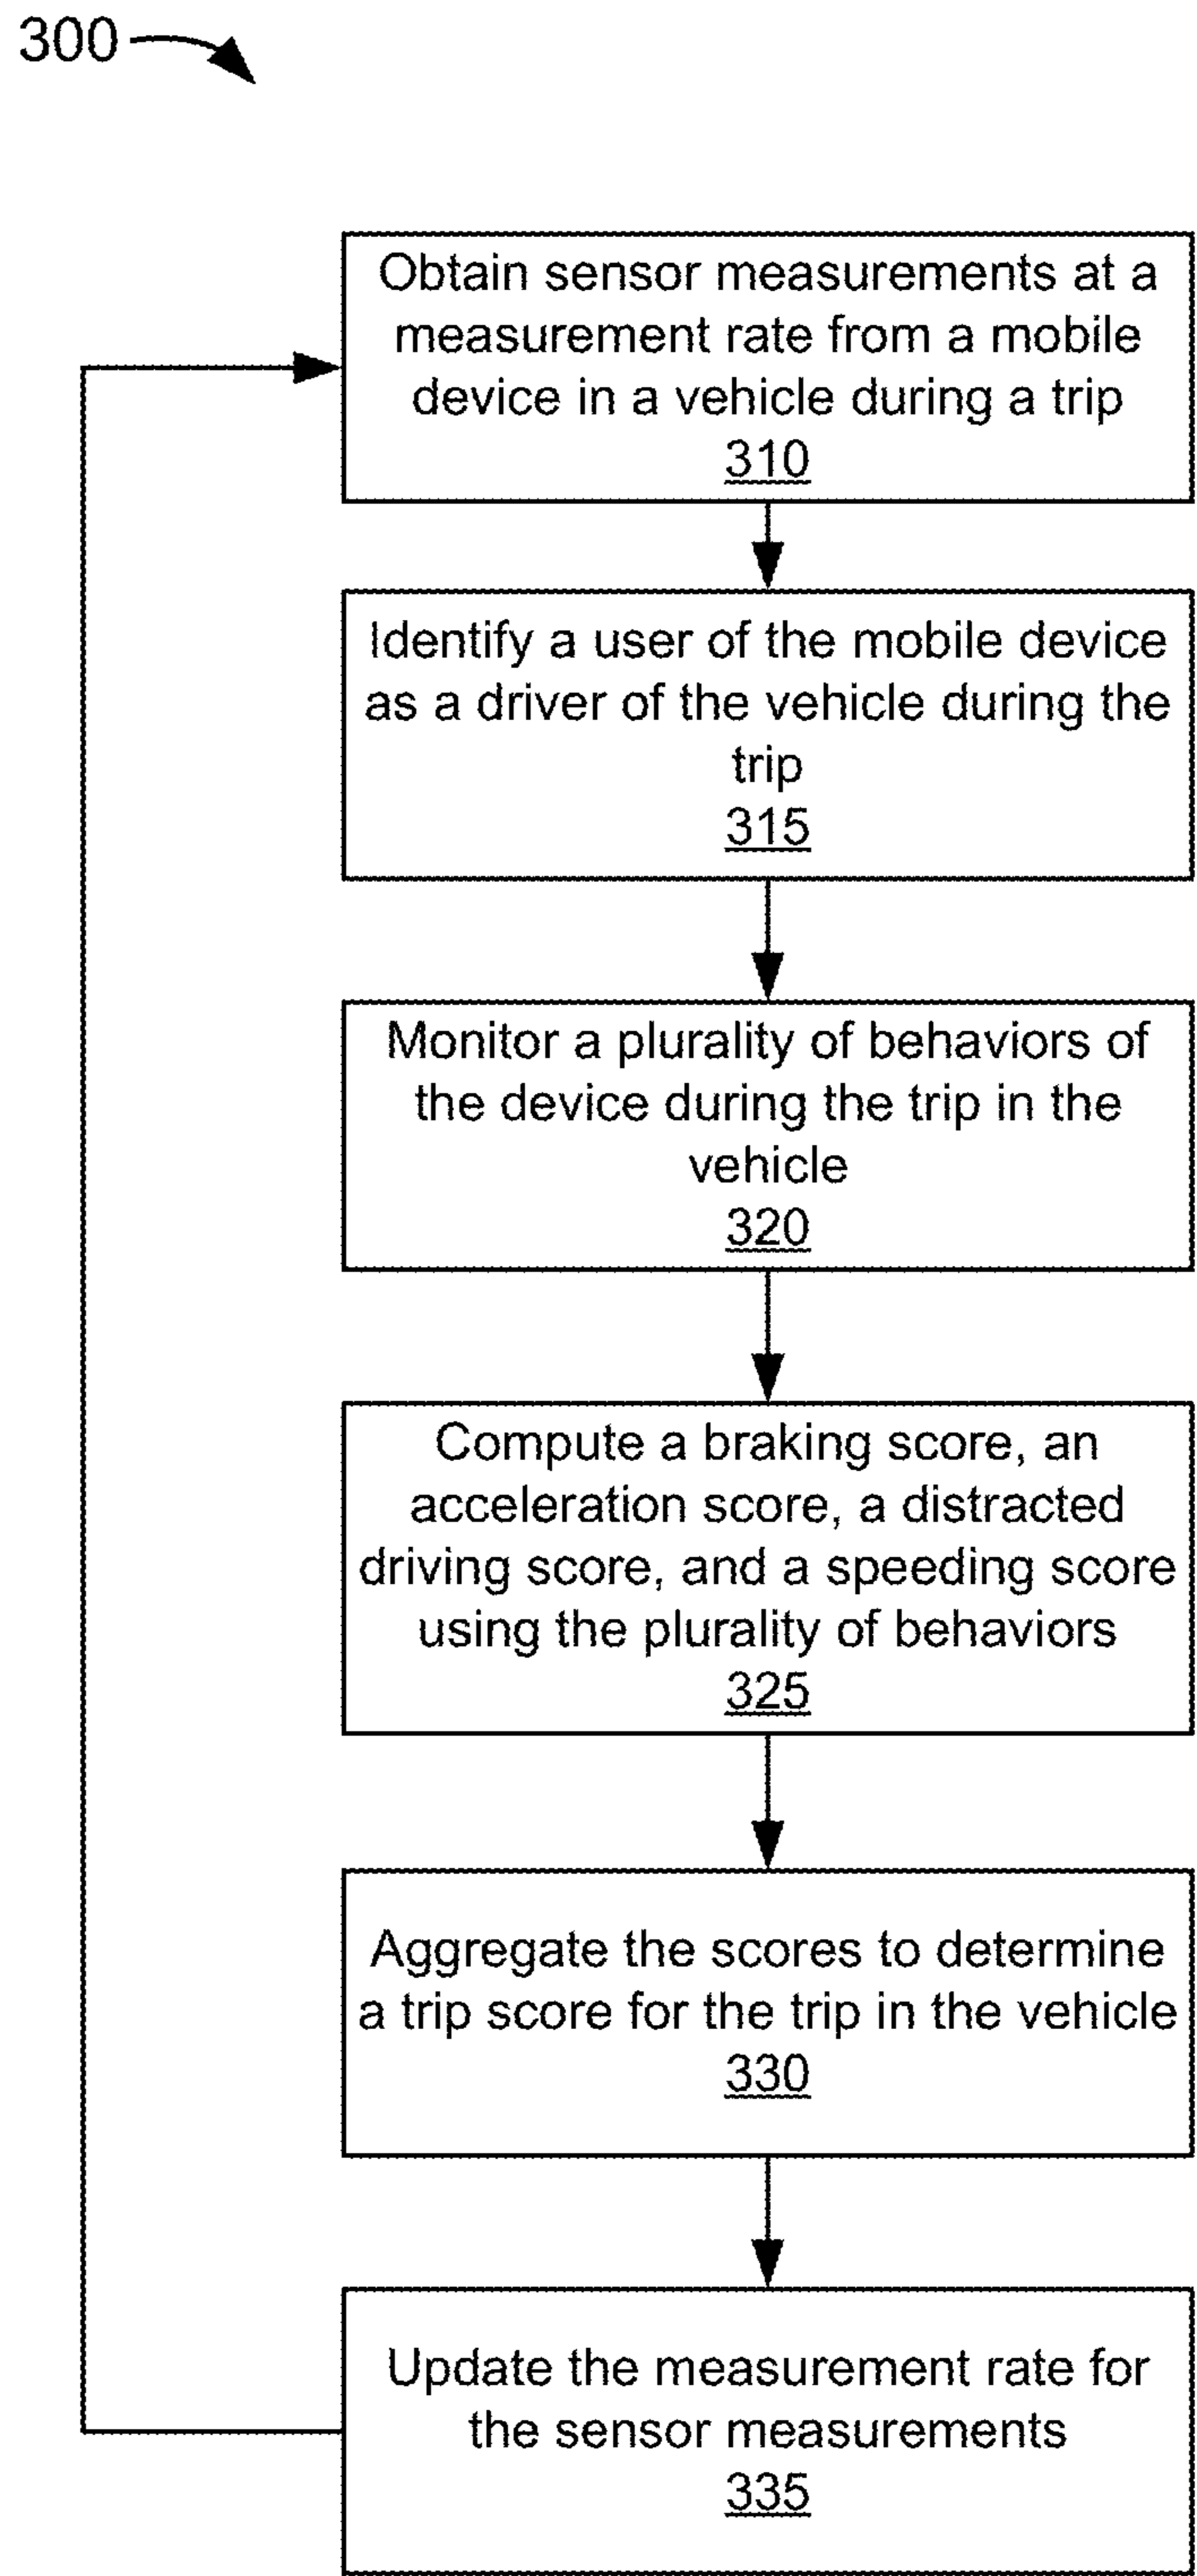 300
Obtain sensor measurements at a
measurement rate from a mobile
device in a vehicle during a trip
310
Identify a user of the mobile device
as a driver of the vehicle during the
trip
315
Monitor a plurality of behaviors of
the device during the trip in the
vehicle
320
Compute a braking score, an
acceleration score, a distracted
driving score, and a speeding score
using the plurality of behaviors
325
Aggregate the scores to determine
a trip score for the trip in the vehicle
330
Update the measurement rate for
the sensor measurements
335